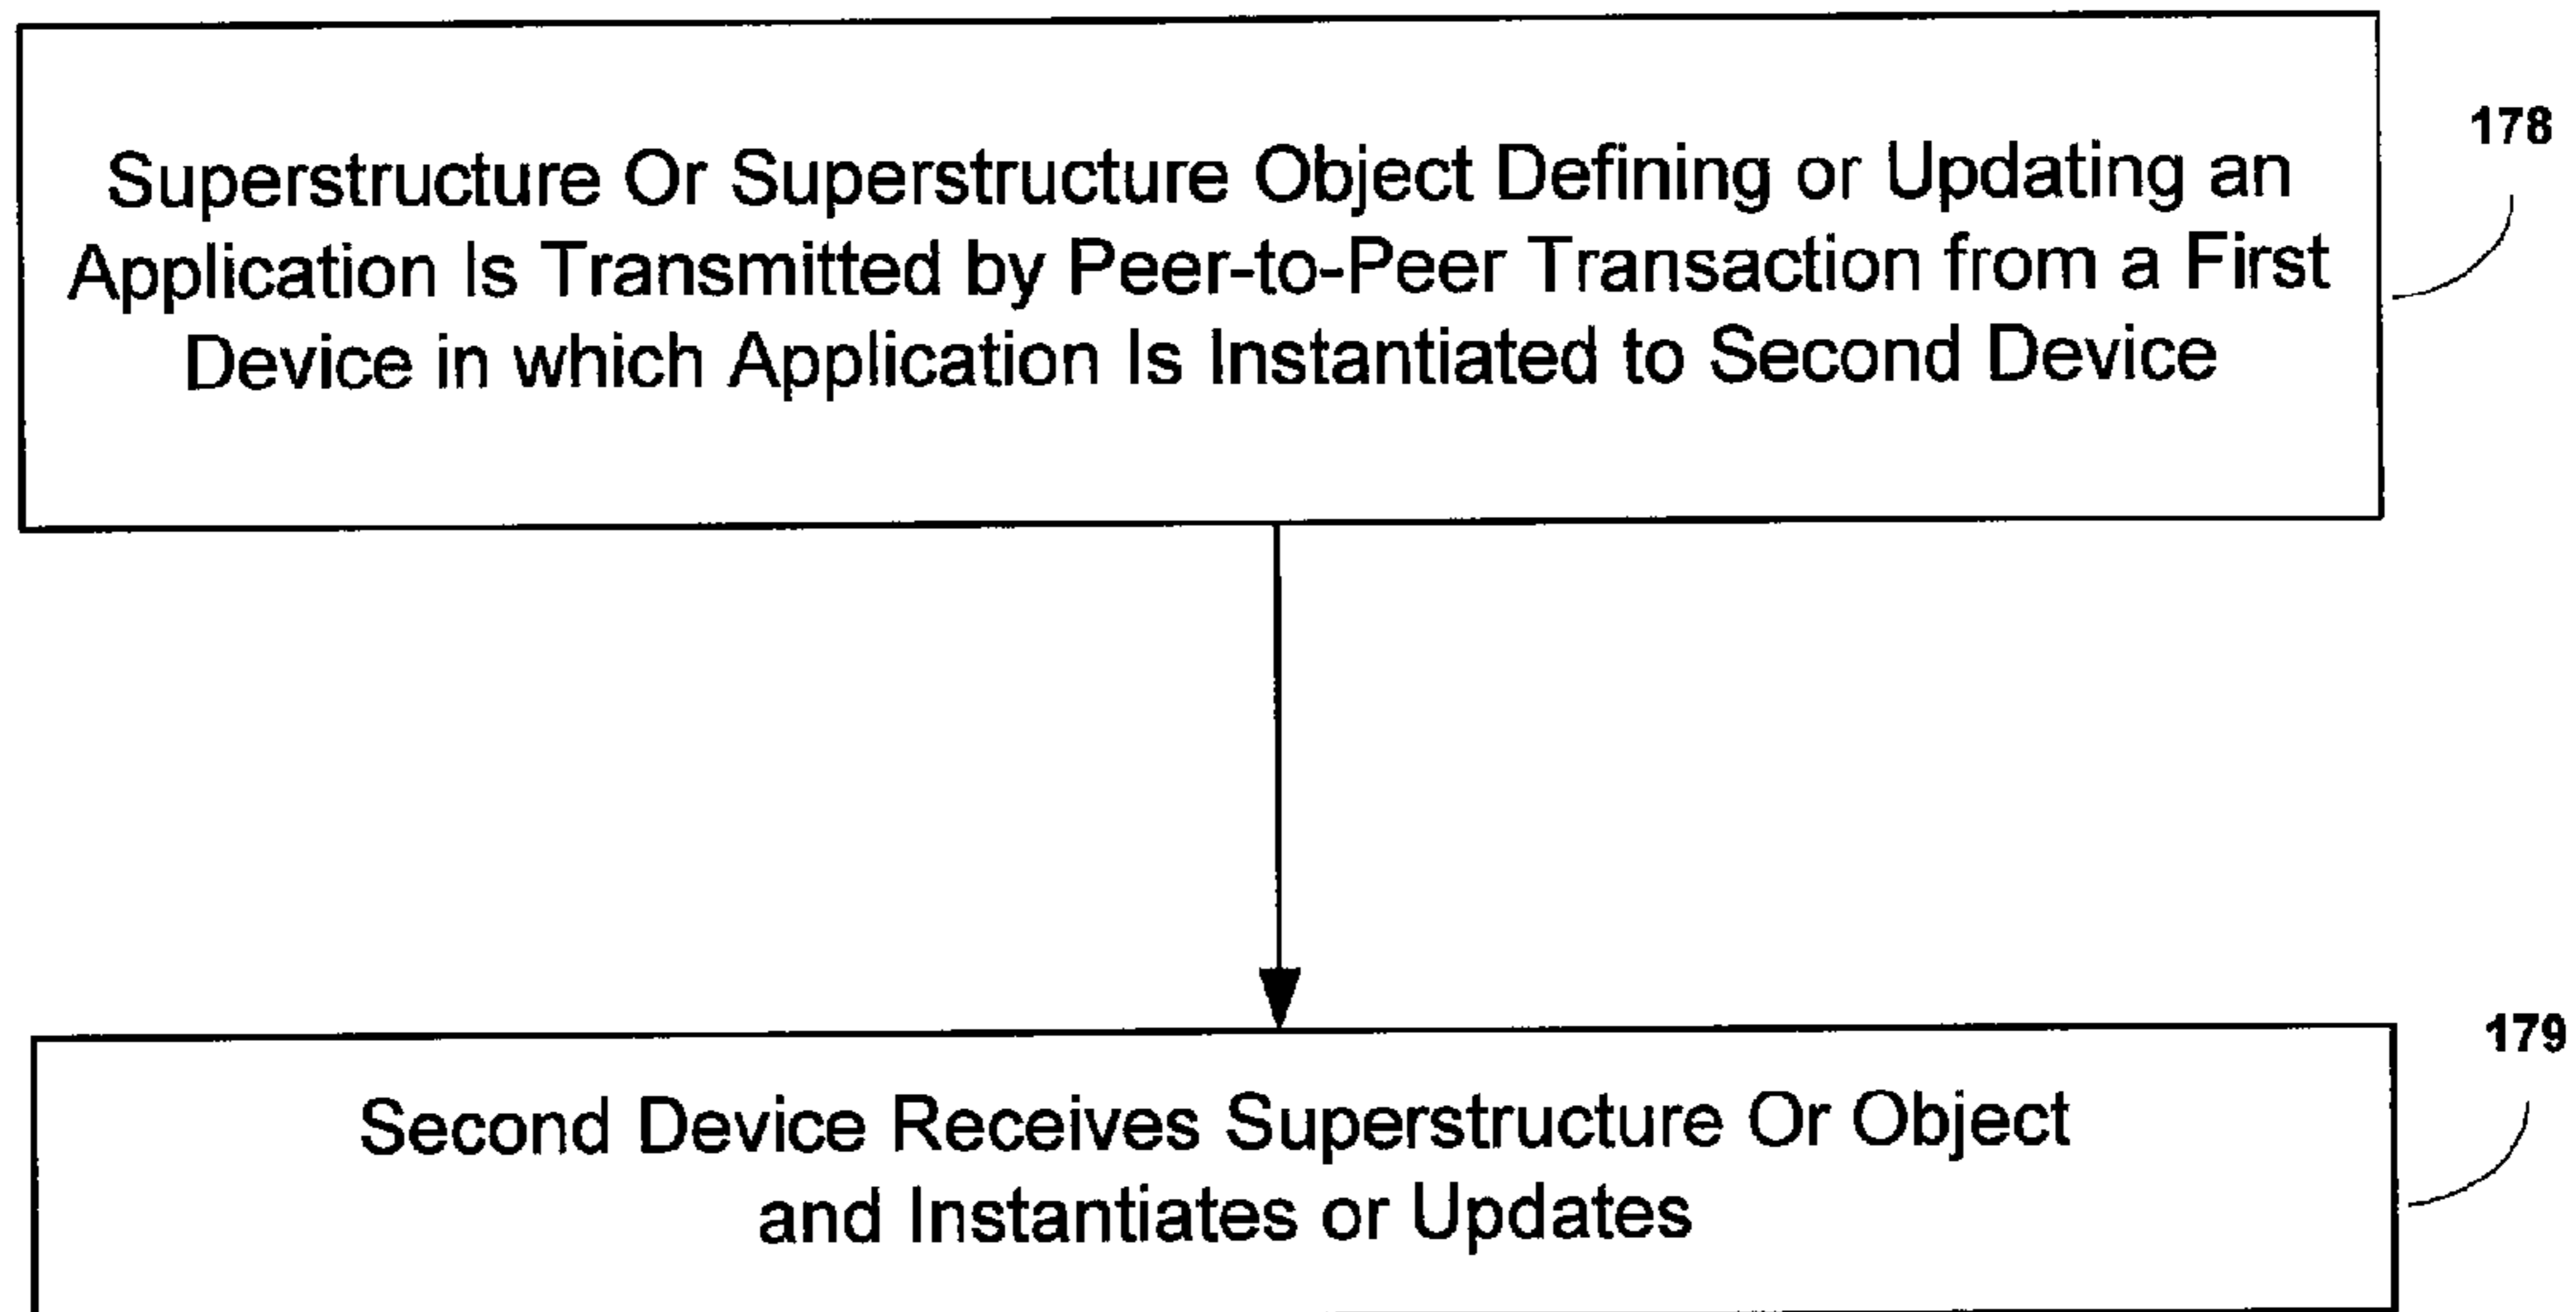 178
Superstructure Or Superstructure Object Defining or Updating an
Application Is Transmitted by Peer-to-Peer Transaction from a First
Device in which Application Is Instantiated to Second Device
179
Second Device Receives Superstructure Or Object
and Instantiates or Updates